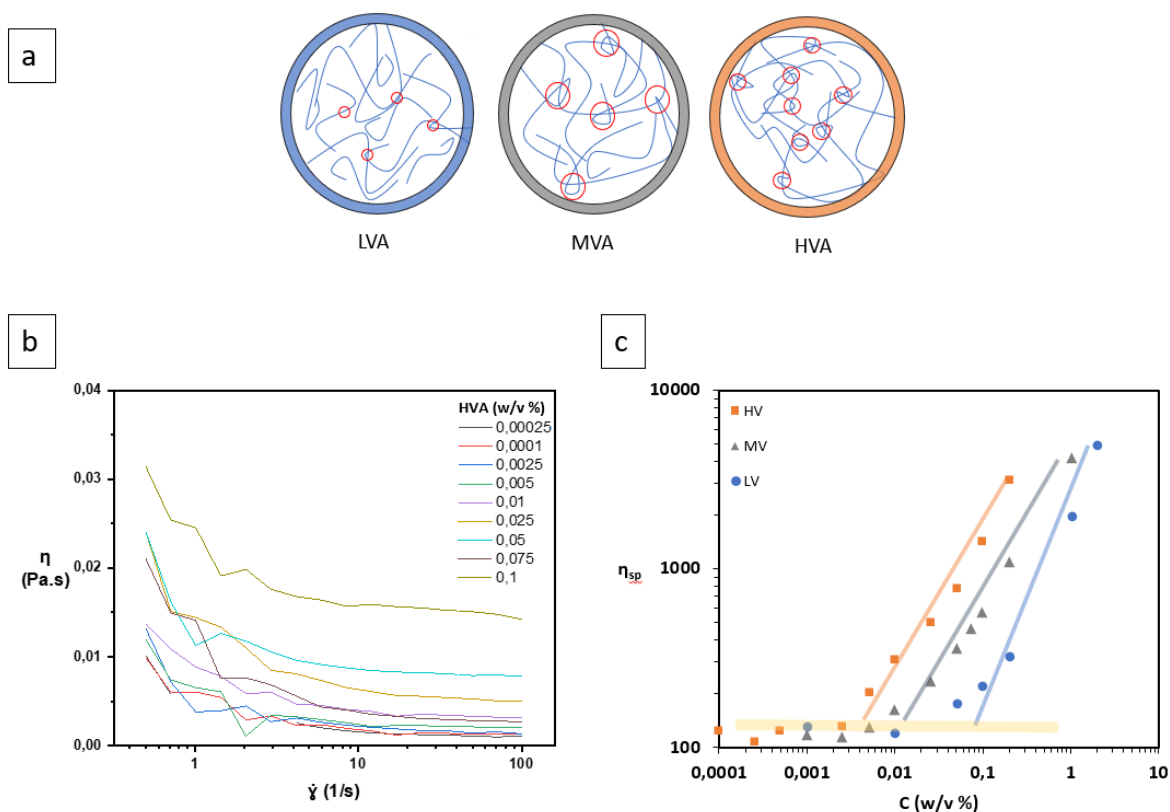 a
LVA
MVA
HVA
b
0,04
0,03
0,02
0,01
0,00
η
(Pa.s)
HVA (w/v %)
0,00025
0,0001
0,0025
0,005
0,01
0,025
0,05
0,075
0,1
1
10
100
ẏ (1/s)
c
10000
1000
100
ηsp
HV
MV
LV
0,0001
0,001
0,01
0,1
1
10
C (w/v %)